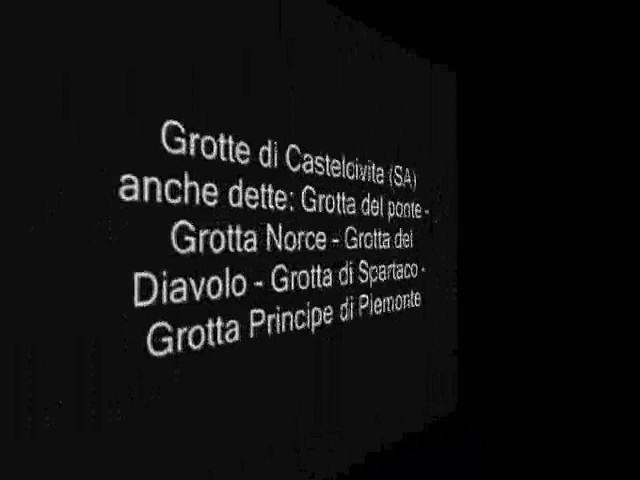 Grotte di Castelcivita (SA)
anche dette: Grotta del ponte -
Grotta Norce - Grotta del
Diavolo - Grotta di Spartaco -
Grotta Principe di Piemonte